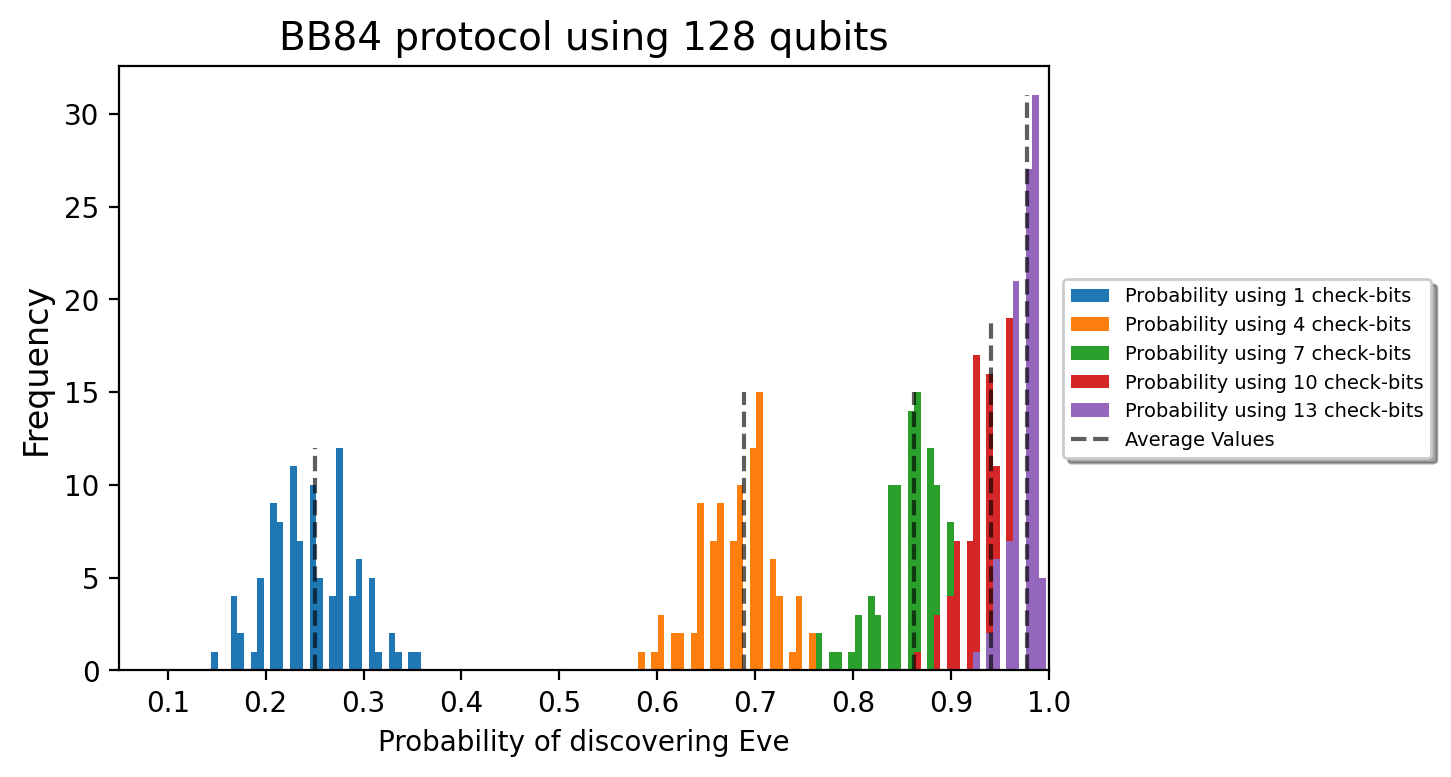 BB84 protocol using 128 qubits
Frequency
30
25
20
15
10
5
0
0.1 0.2 0.3 0.4 0.5 0.6 0.7 0.8 0.9 1.0
Probability of discovering Eve
Probability using 1 check-bits
Probability using 4 check-bits
Probability using 7 check-bits
Probability using 10 check-bits
Probability using 13 check-bits
Average Values